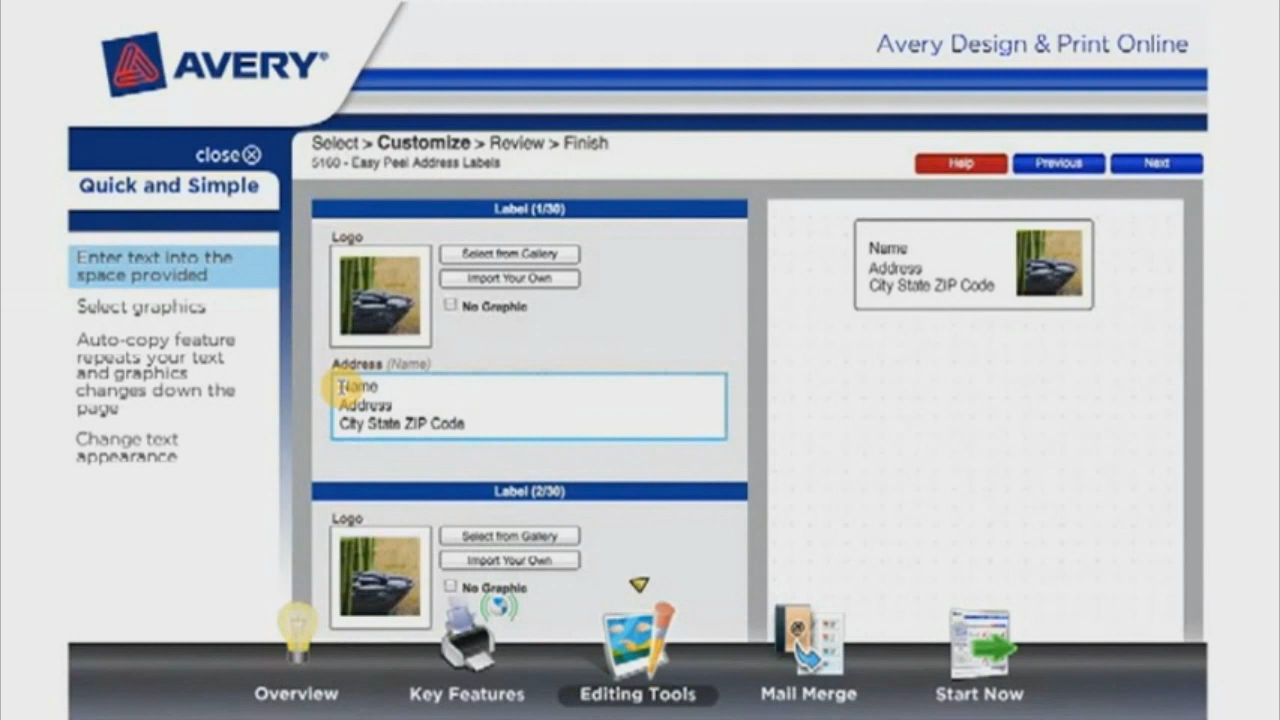 AVERY®
Avery Design & Print Online
close
Quick and Simple
Enter text into the
space provided
Select graphics
Auto-copy feature
repeats your text
and graphics
changes down the
page
Change text
appearance
Select > Customize > Review > Finish
5160 - Easy Peel Address Labels
Help
Previous
Next
Label (1/30)
Logo
Select from Gallery
Import Your Own
No Graphic
Address (Name)
Name
Address
City State ZIP Code
Label (2/30)
Logo
Select from Gallery
Import Your Own
No Graphic
Name
Address
City State ZIP Code
Overview
Key Features
Editing Tools
Mail Merge
Start Now